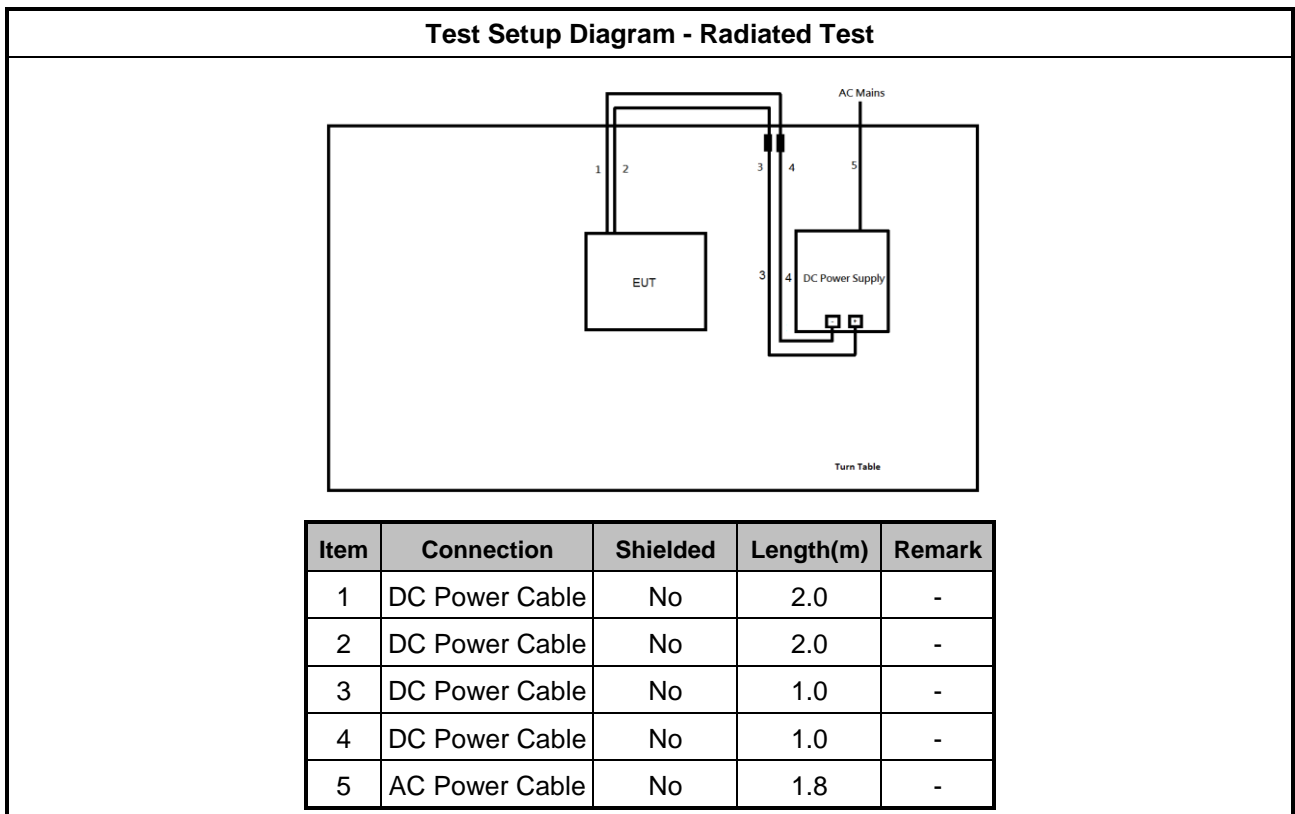 Test Setup Diagram - Radiated Test
AC Mains
1 2 3 4 5
EUT
3 4 DC Power Supply
- +
Turn Table
Item Connection Shielded Length(m) Remark
1 DC Power Cable No 2.0 -
2 DC Power Cable No 2.0 -
3 DC Power Cable No 1.0 -
4 DC Power Cable No 1.0 -
5 AC Power Cable No 1.8 -